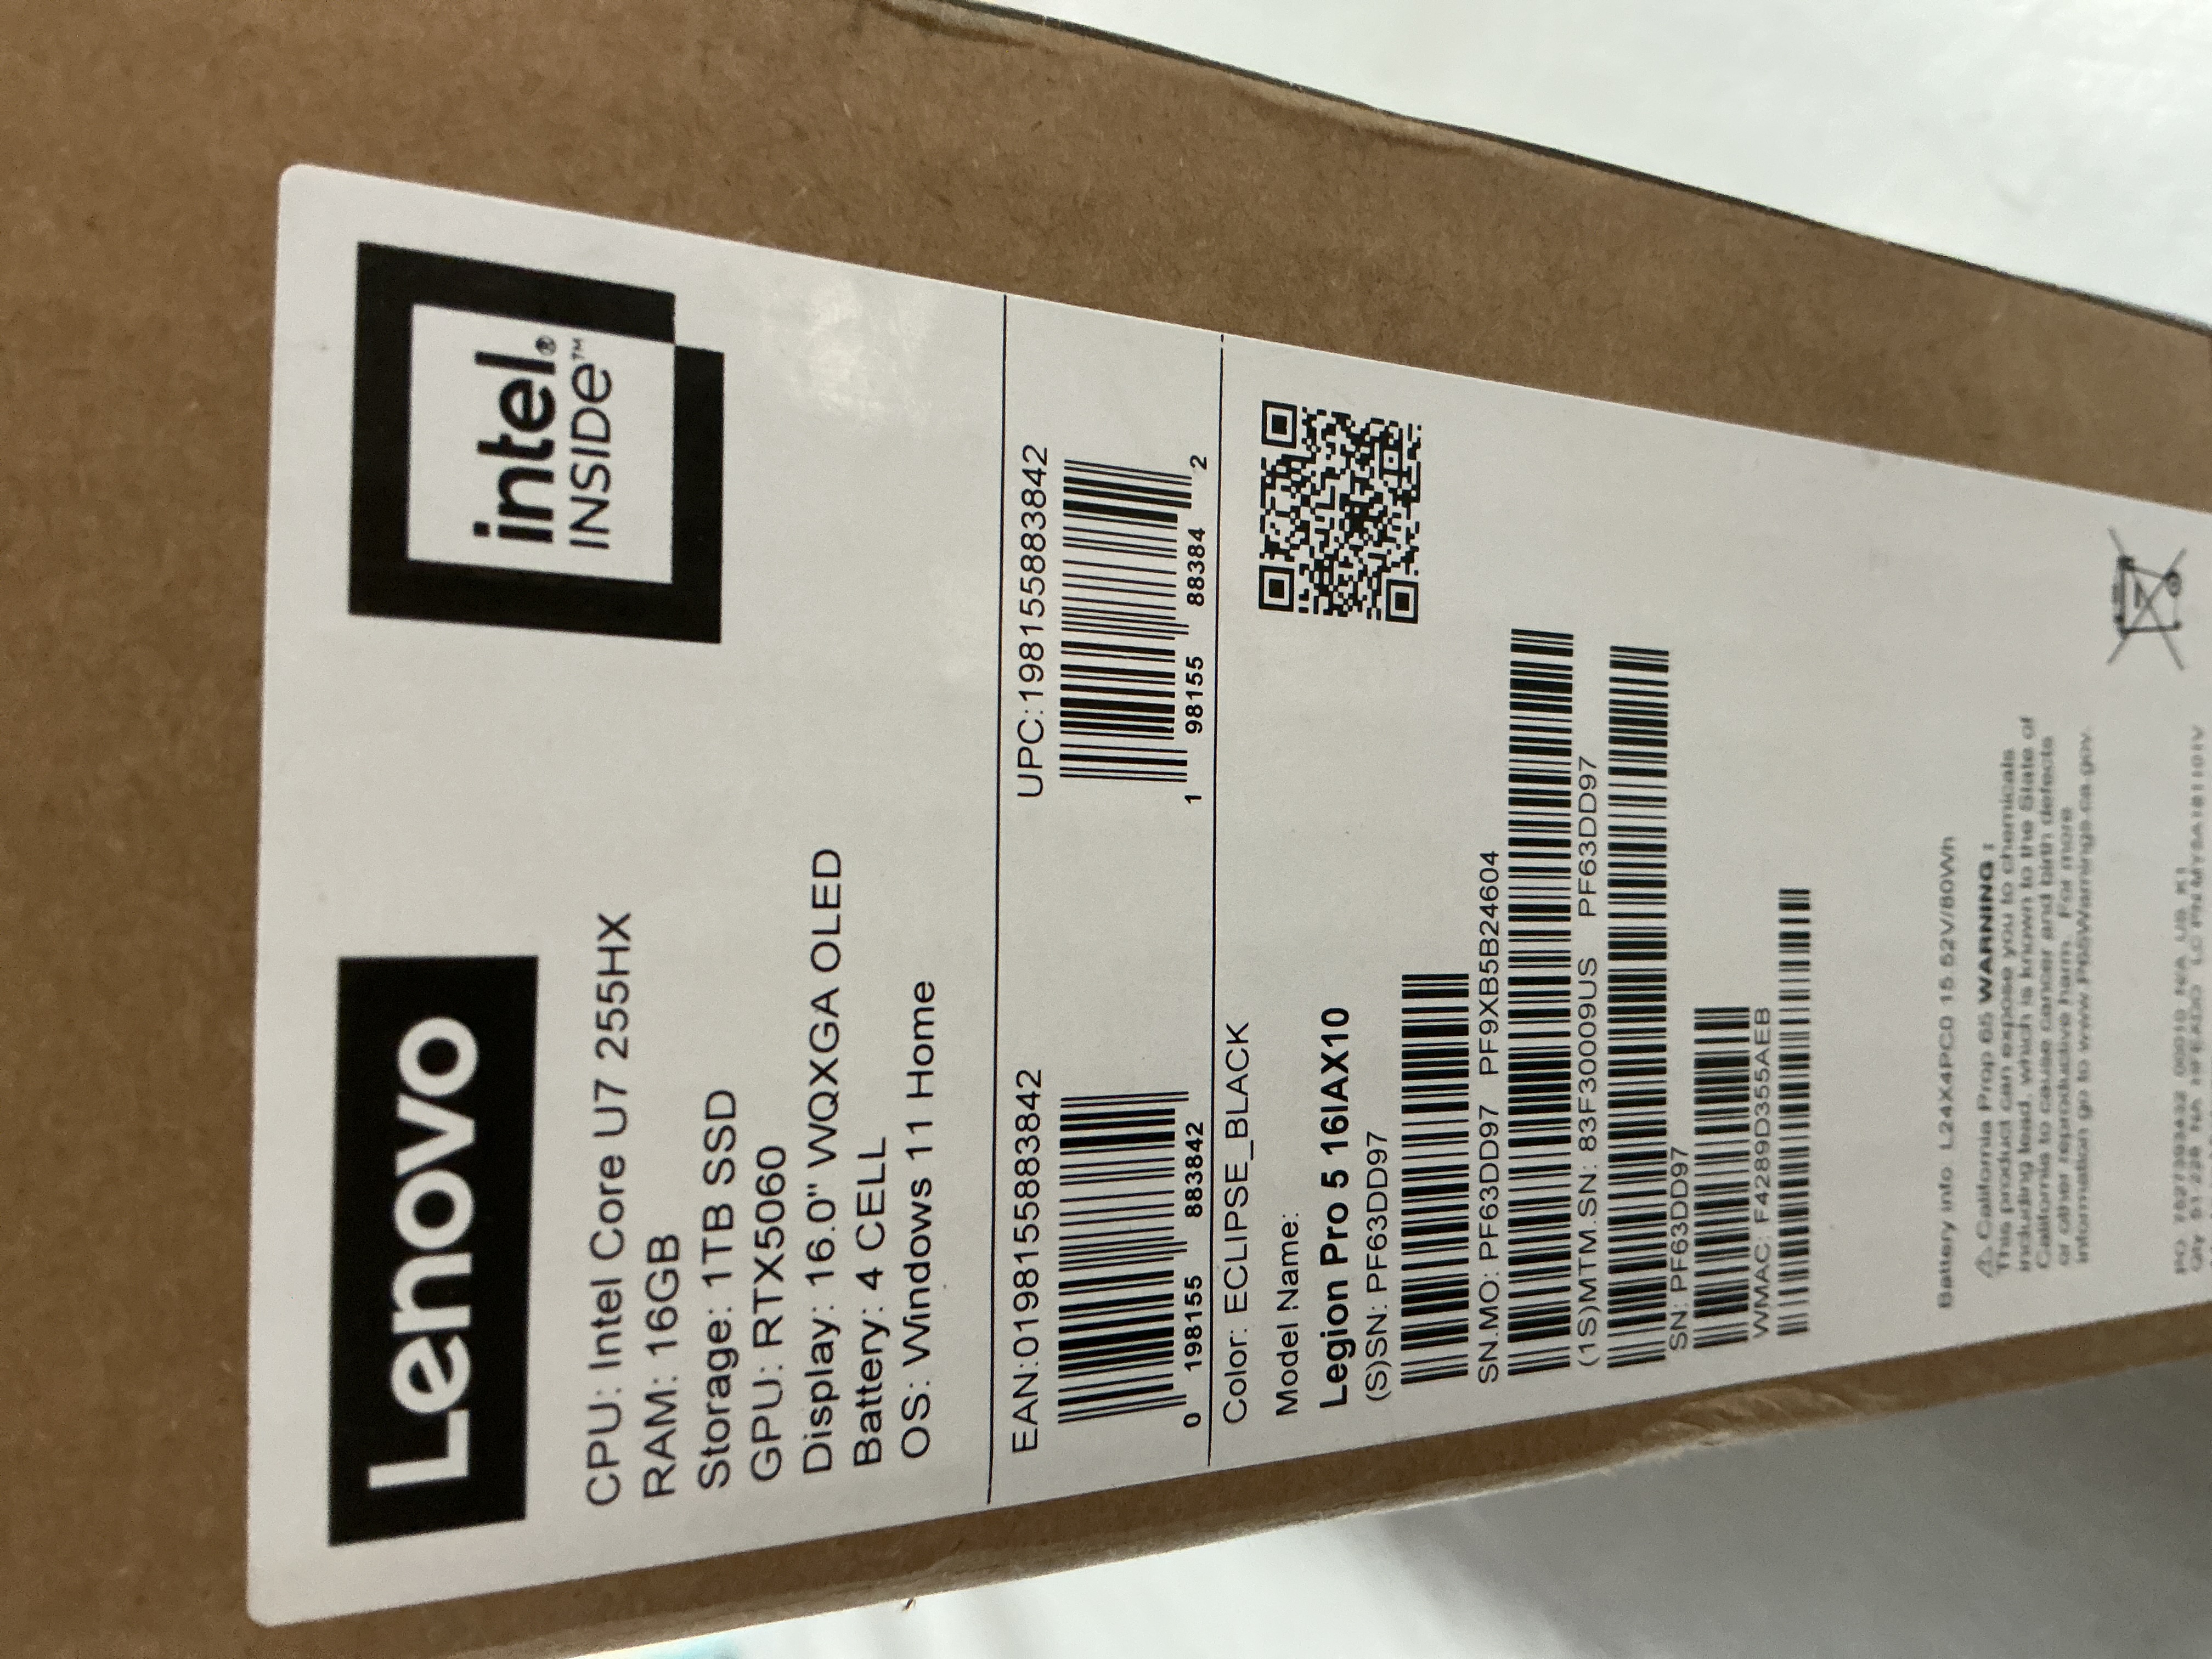 Lenovo
intel®
INSIDE™
CPU: Intel Core U7 255HX
RAM: 16GB
Storage: 1TB SSD
GPU: RTX5060
Display: 16.0" WQXGA OLED
Battery: 4 CELL
OS: Windows 11 Home
EAN:0198155883842 UPC:198155883842
0 198155 883842 1 98155 88384 2
Color: ECLIPSE_BLACK
Model Name:
Legion Pro 5 16IAX10
(S)SN: PF63DD97
SN.MO: PF63DD97 PF9XB5B24604
(1S)MTM.SN: 83F30009US PF63DD97
SN: PF63DD97
WMAC: F4289D355AEB
Battery info L24X4PC0 15.52V/80Wh
⚠ California Prop 65 WARNING :
This product can expose you to chemicals
including lead, which is known to the State of
California to cause cancer and birth defects
or other reproductive harm. For more
information go to www.P65Warnings.ca.gov.